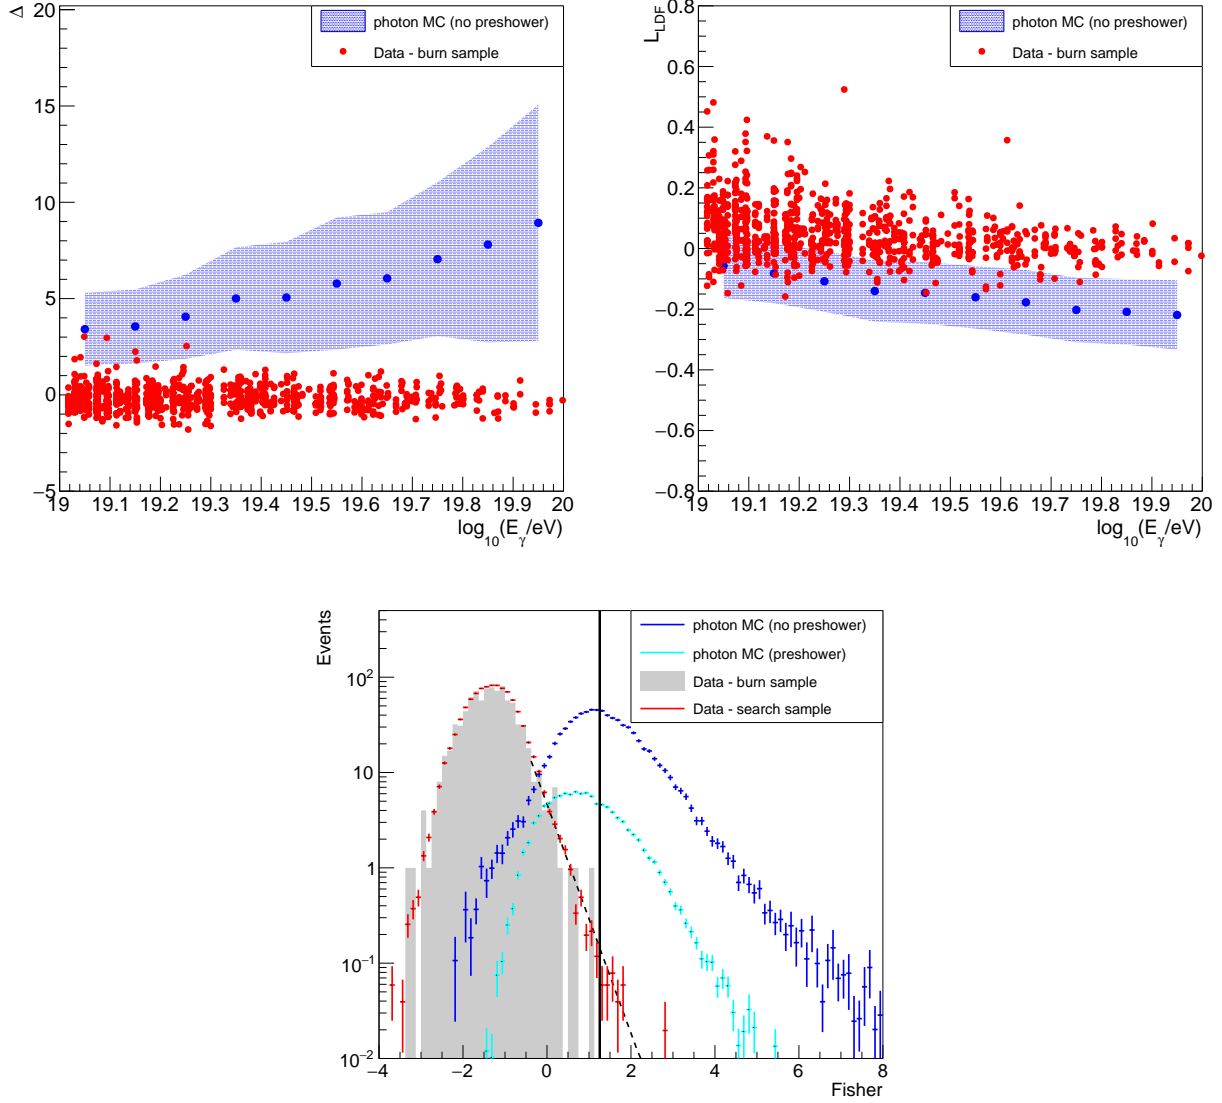 Δ
20
15
10
5
0
−5
19 19.1 19.2 19.3 19.4 19.5 19.6 19.7 19.8 19.9 20
log10(Eγ/eV)
photon MC (no preshower)
Data - burn sample
LLDF
0.8
0.6
0.4
0.2
0
−0.2
−0.4
−0.6
−0.8
19 19.1 19.2 19.3 19.4 19.5 19.6 19.7 19.8 19.9 20
log10(Eγ/eV)
photon MC (no preshower)
Data - burn sample
Events
10^2
10
1
10^−1
10^−2
−4 −2 0 2 4 6 8
Fisher
photon MC (no preshower)
photon MC (preshower)
Data - burn sample
Data - search sample